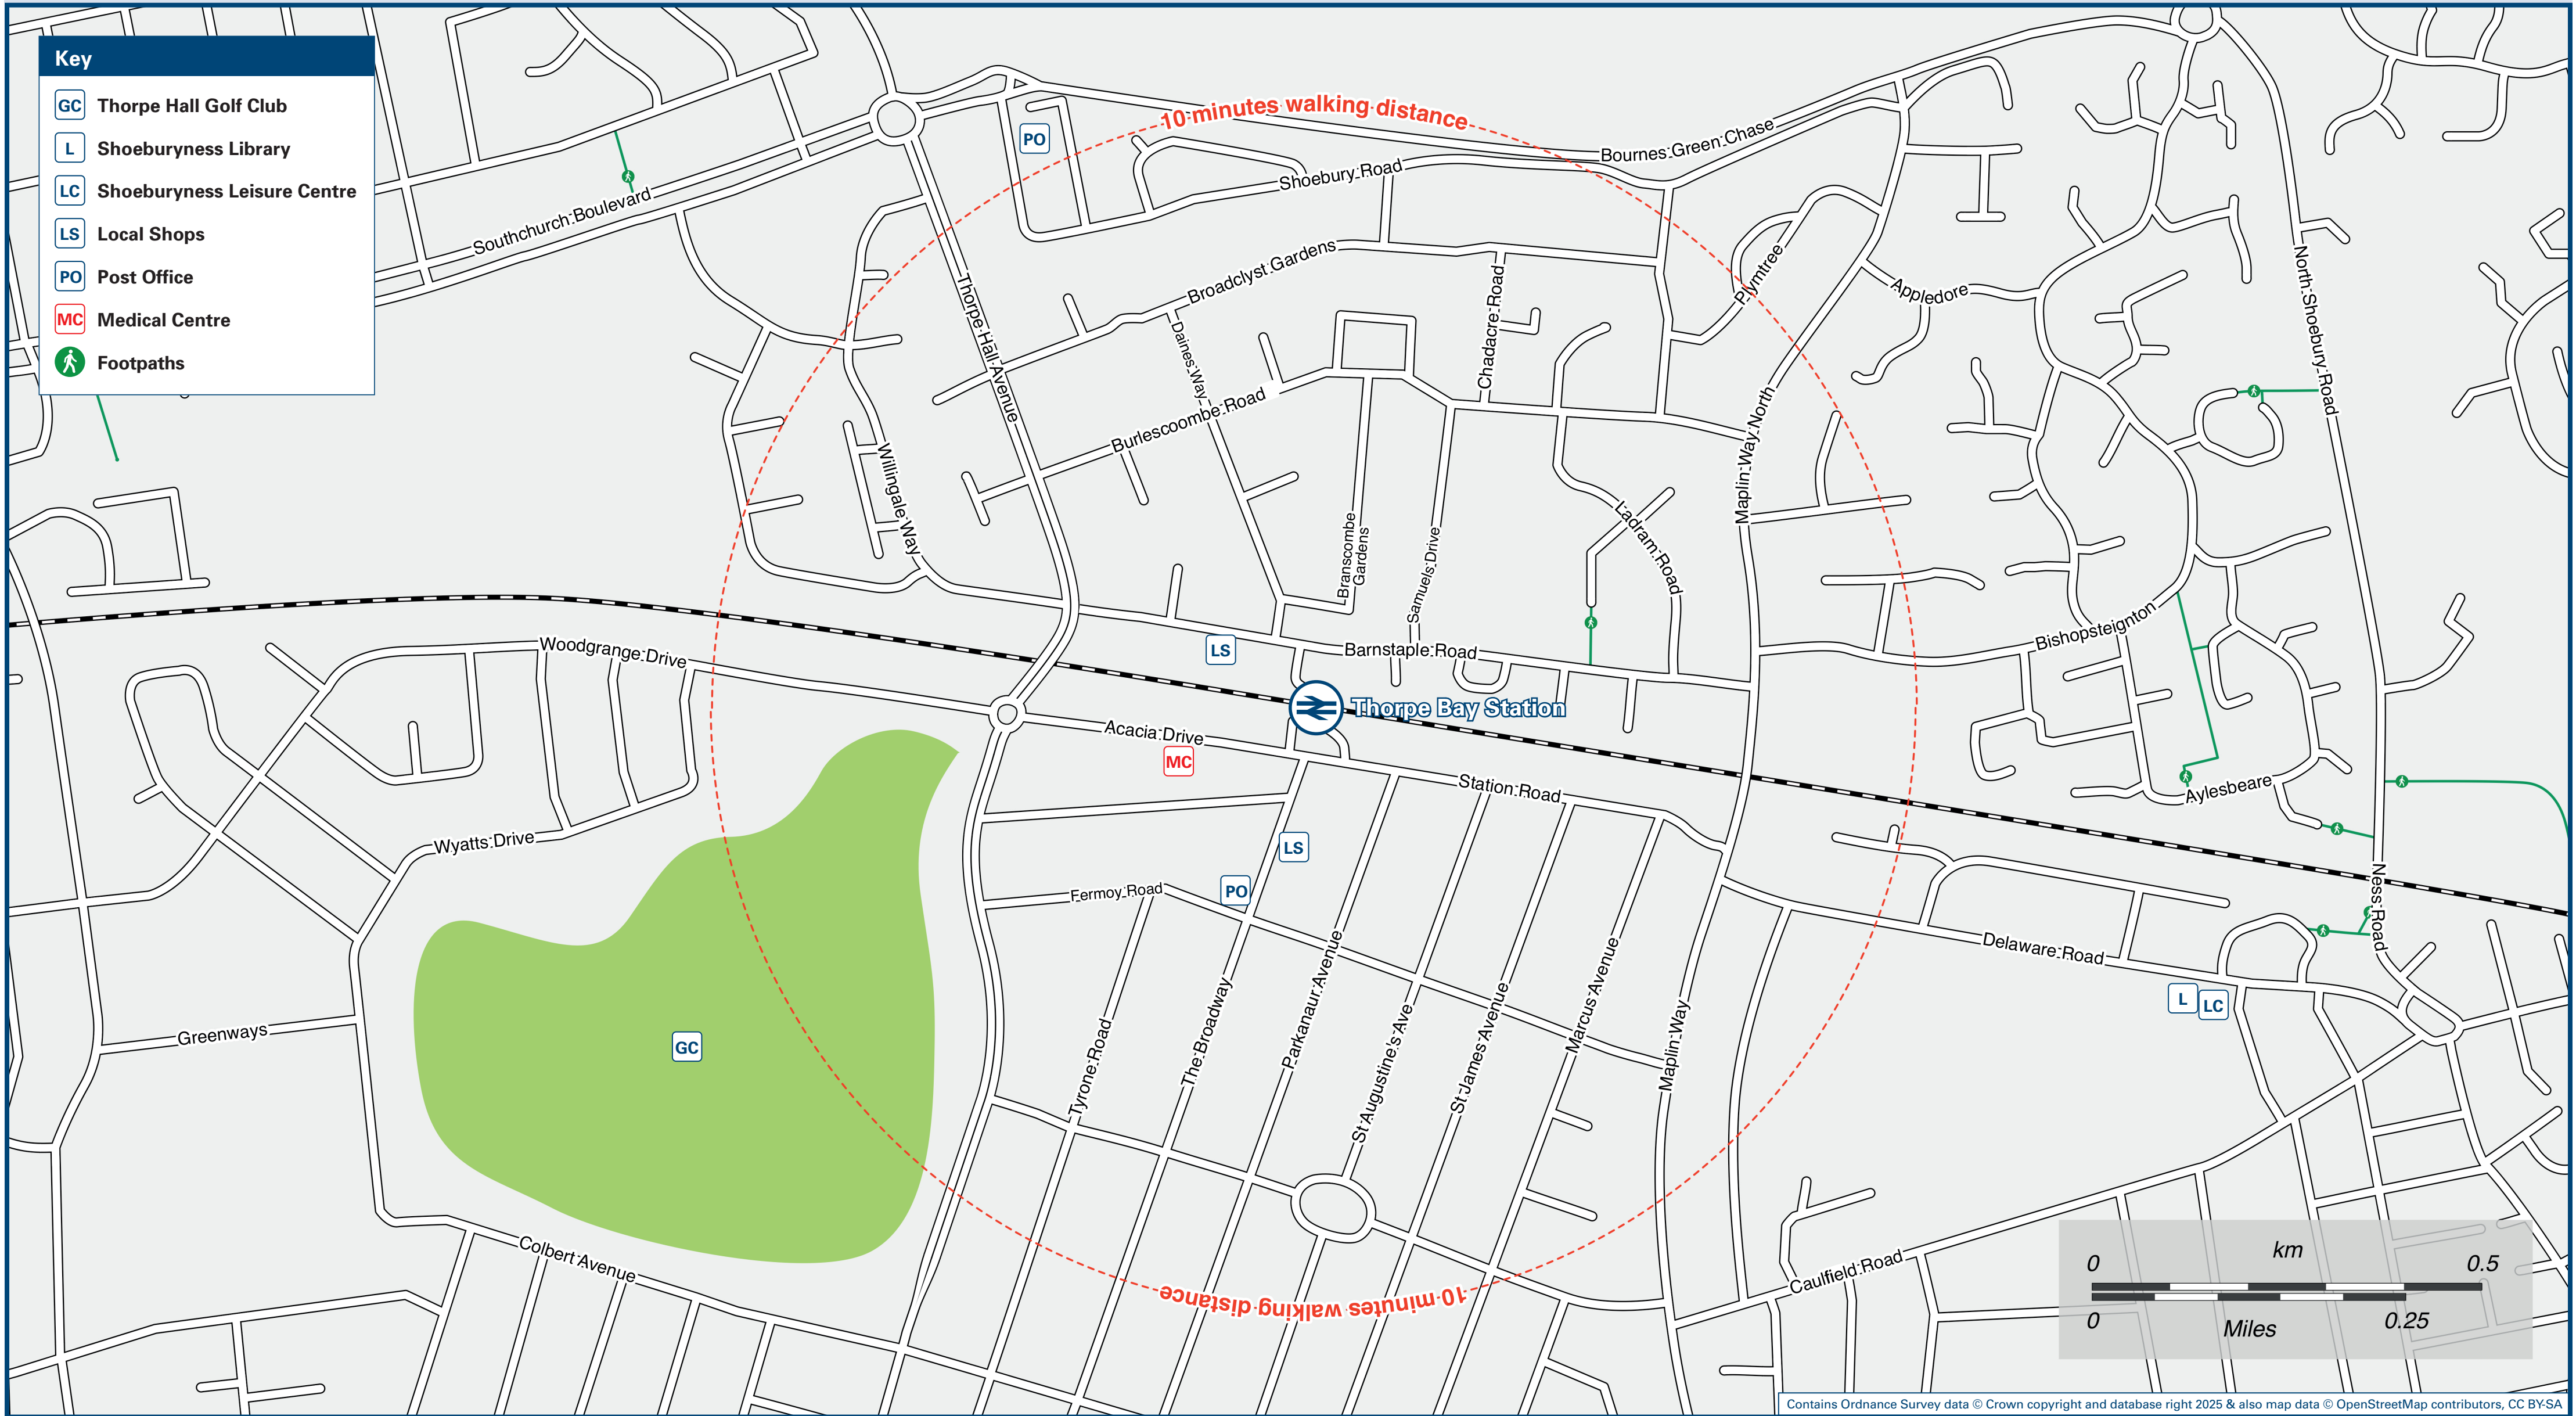 Key
GC Thorpe Hall Golf Club
L Shoeburyness Library
LC Shoeburyness Leisure Centre
LS Local Shops
PO Post Office
MC Medical Centre
Footpaths
10 minutes walking distance
PO
Bournes Green Chase
Shoebury Road
Southchurch Boulevard
Broadclyst Gardens
Thorpe Hall Avenue
Daines Way
Chadacre Road
Plymtree
Appledore
North Shoebury Road
Burlescoombe Road
Maplin Way North
Willingale Way
Branscombe
Gardens
Samuels Drive
Ladram Road
Bishopsteignton
Woodgrange Drive
LS
Barnstaple Road
Thorpe Bay Station
Acacia Drive
MC
Station Road
Aylesbeare
Wyatts Drive
LS
Fermoy Road
PO
Ness Road
Delaware Road
L
LC
Greenways
GC
Tyrone Road
The Broadway
Parkanaur Avenue
St Augustine's Ave
St James Avenue
Marcus Avenue
Maplin Way
Colbert Avenue
Caulfield Road
10 minutes walking distance
km
0 0.5
0 0.25
Miles
Contains Ordnance Survey data © Crown copyright and database right 2025 & also map data © OpenStreetMap contributors, CC BY-SA